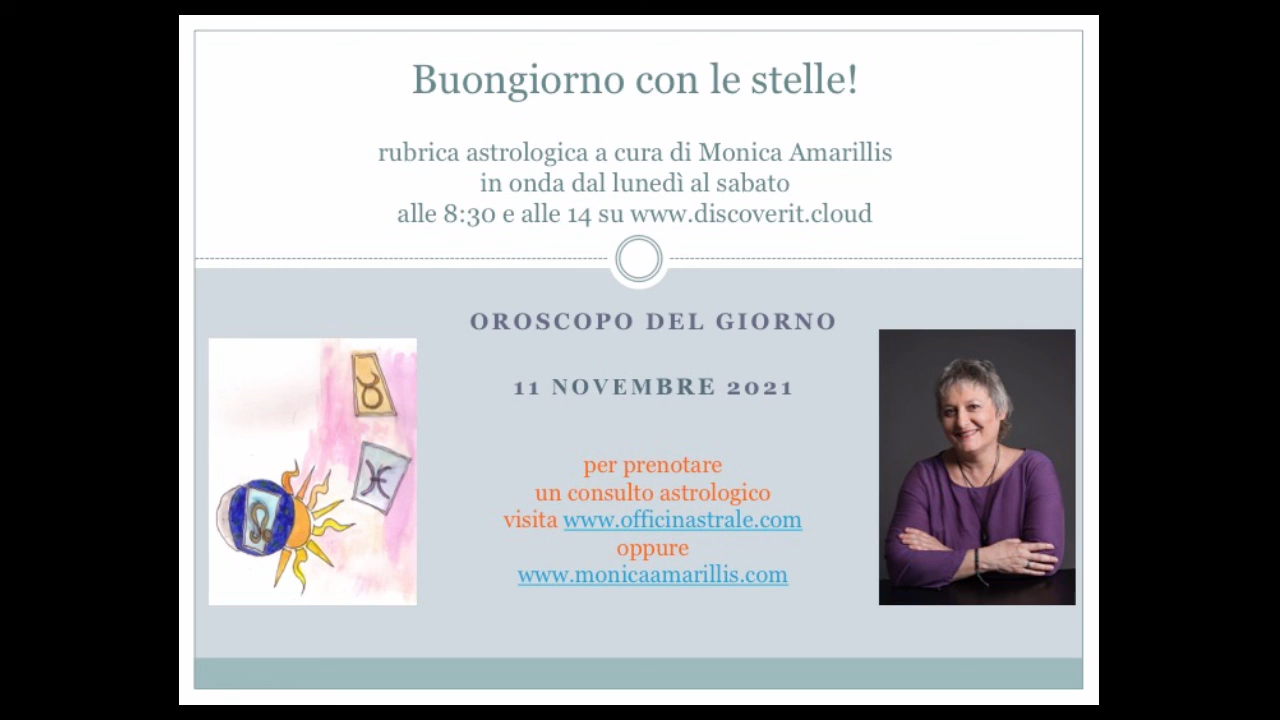 Buongiorno con le stelle!
rubrica astrologica a cura di Monica Amarillis
in onda dal lunedì al sabato
alle 8:30 e alle 14 su www.discoverit.cloud
OROSCOPO DEL GIORNO
11 NOVEMBRE 2021
per prenotare
un consulto astrologico
visita www.officinastrale.com
oppure
www.monicaamarillis.com